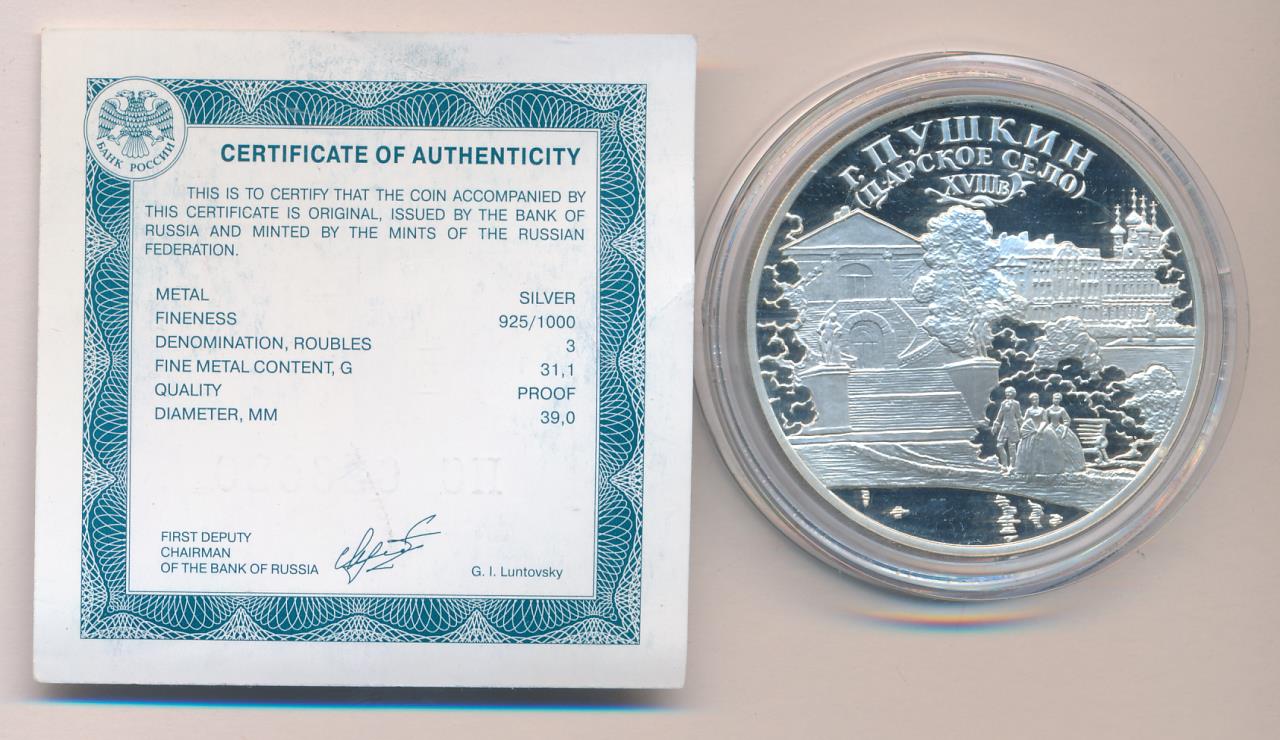 БАНК РОССИИ
CERTIFICATE OF AUTHENTICITY
THIS IS TO CERTIFY THAT THE COIN ACCOMPANIED BY
THIS CERTIFICATE IS ORIGINAL, ISSUED BY THE BANK OF
RUSSIA AND MINTED BY THE MINTS OF THE RUSSIAN
FEDERATION.
METAL SILVER
FINENESS 925/1000
DENOMINATION, ROUBLES 3
FINE METAL CONTENT, G 31,1
QUALITY PROOF
DIAMETER, MM 39,0
FIRST DEPUTY
CHAIRMAN
OF THE BANK OF RUSSIA G. I. Luntovsky
Г. ПУШКИН
(ЦАРСКОЕ СЕЛО)
XVIIIв.